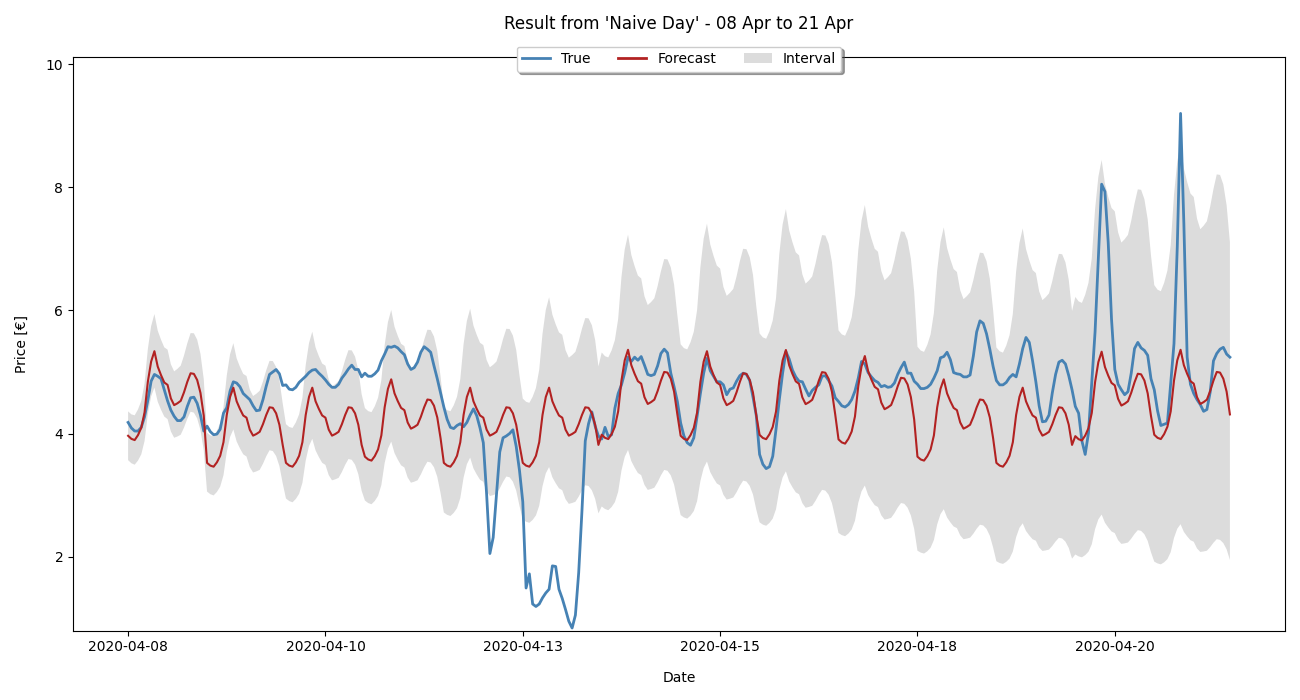 Result from 'Naive Day' - 08 Apr to 21 Apr
True Forecast Interval
10
8
6
4
2
Price [€]
2020-04-08 2020-04-10 2020-04-13 2020-04-15 2020-04-18 2020-04-20
Date